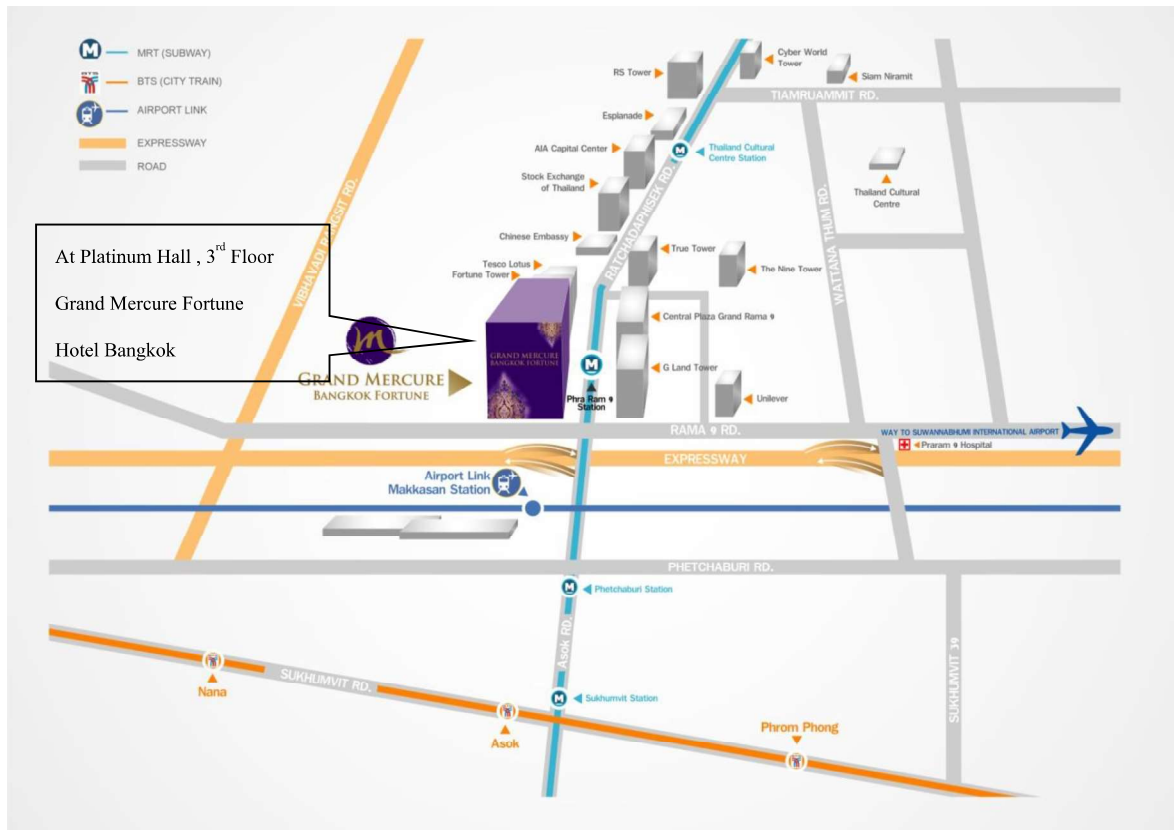 MRT (SUBWAY)
BTS (CITY TRAIN)
AIRPORT LINK
EXPRESSWAY
ROAD
At Platinum Hall , 3rd Floor
Grand Mercure Fortune
Hotel Bangkok
VIBHAVADI RANGSIT RD.
GRAND MERCURE
BANGKOK FORTUNE
GRAND MERCURE
BANGKOK FORTUNE
RS Tower
Cyber World
Tower
Siam Niramit
TIAMRUAMMIT RD.
Esplanade
AIA Capital Center
Thailand Cultural
Centre Station
Stock Exchange
of Thailand
Thailand Cultural
Centre
RATCHADAPHISEK RD.
WATTANA THUM RD.
Chinese Embassy
True Tower
Tesco Lotus
Fortune Tower
The Nine Tower
Central Plaza Grand Rama 9
G Land Tower
Phra Ram 9
Station
Unilever
RAMA 9 RD.
WAY TO SUWANNABHUMI INTERNATIONAL AIRPORT
Praram 9 Hospital
EXPRESSWAY
Airport Link
Makkasan Station
PHETCHABURI RD.
Phetchaburi Station
Asok RD.
SUKHUMVIT 39
Sukhumvit Station
Nana
SUKHUMVIT RD.
Asok
Phrom Phong